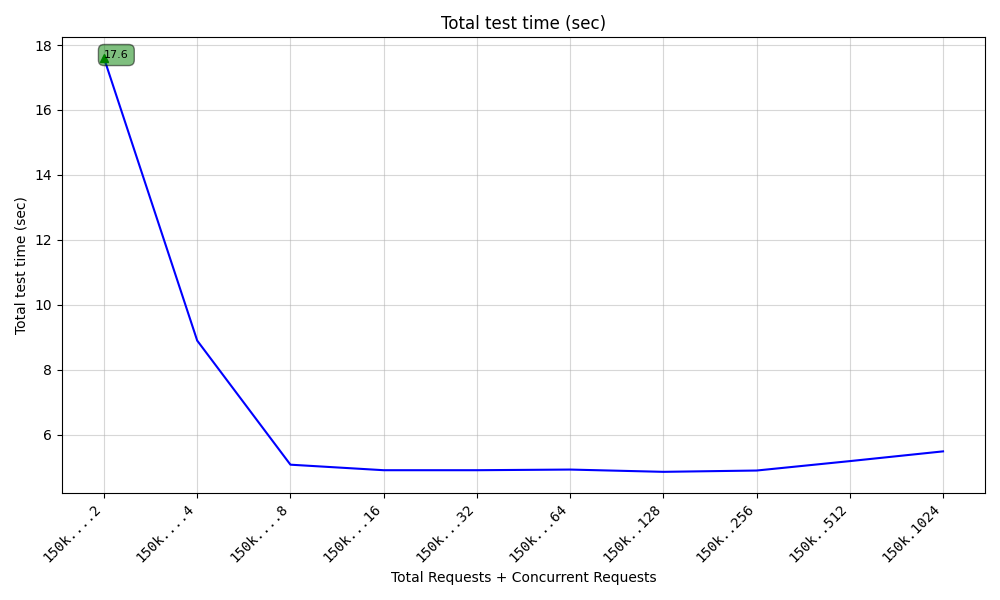 Total test time (sec)
17.6
18
16
14
12
10
8
6
Total test time (sec)
150k....2
150k....4
150k....8
150k...16
150k...32
150k...64
150k..128
150k..256
150k..512
150k.1024
Total Requests + Concurrent Requests